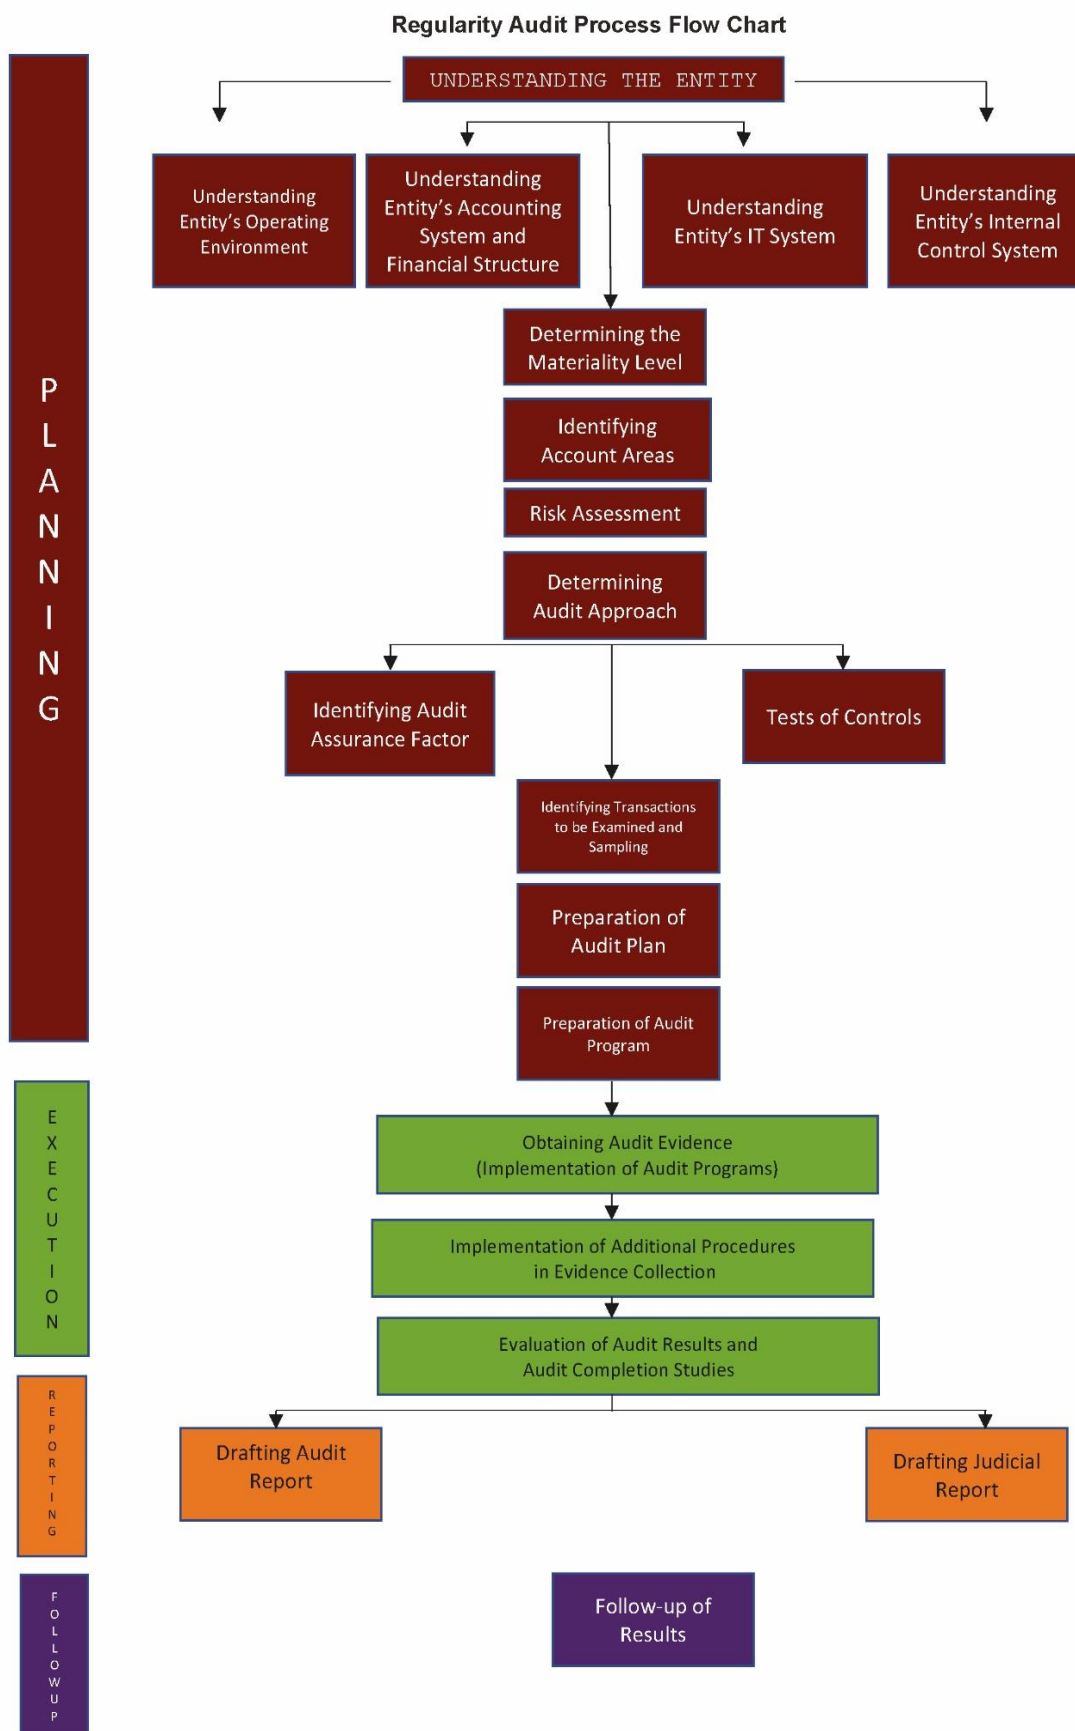 Regularity Audit Process Flow Chart
UNDERSTANDING THE ENTITY
Understanding
Entity's Operating
Environment
Understanding
Entity's Accounting
System and
Financial Structure
Understanding
Entity's IT System
Understanding
Entity's Internal
Control System
PLANNING
Determining the
Materiality Level
Identifying
Account Areas
Risk Assessment
Determining
Audit Approach
Identifying Audit
Assurance Factor
Tests of Controls
Identifying Transactions
to be Examined and
Sampling
Preparation of
Audit Plan
Preparation of Audit
Program
EXECUTION
Obtaining Audit Evidence
(Implementation of Audit Programs)
Implementation of Additional Procedures
in Evidence Collection
Evaluation of Audit Results and
Audit Completion Studies
REPORTING
Drafting Audit
Report
Drafting Judicial
Report
FOLLOWUP
Follow-up of
Results